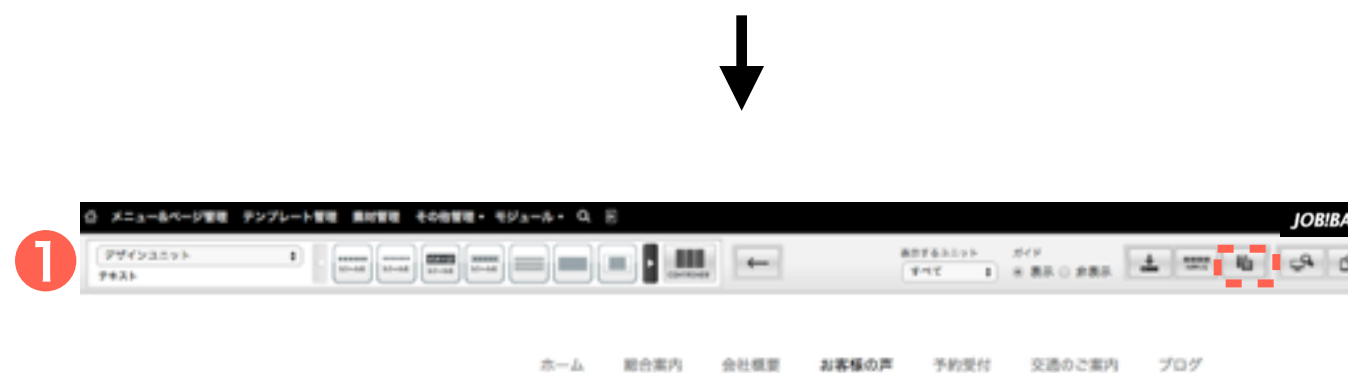 メニュー&ページ管理 テンプレート管理 素材管理 その他管理 モジュール
JOB!BA
1
デザインユニット
表示するユニット ガイド
テキスト
すべて 表示 非表示
ホーム 総合案内 会社概要 お客様の声 予約受付 交通のご案内 ブログ